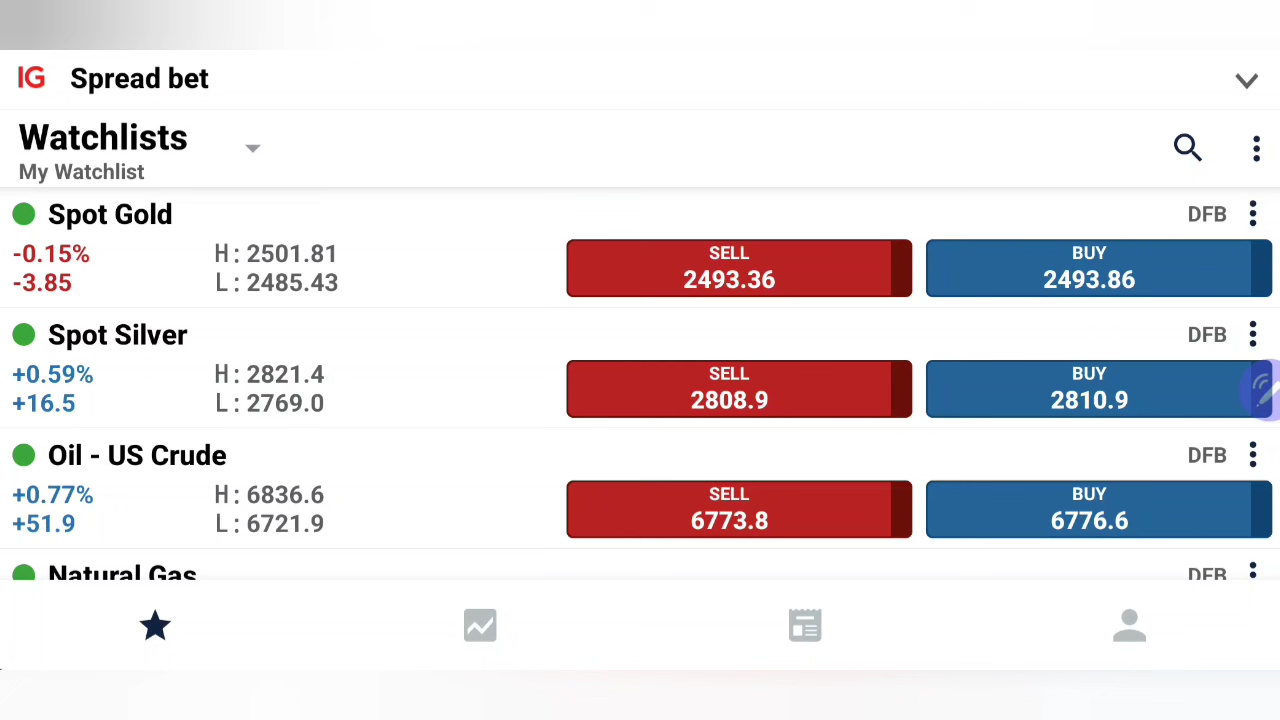 IG Spread bet
Watchlists
My Watchlist
Spot Gold DFB
-0.15% H: 2501.81 SELL BUY
-3.85 L: 2485.43 2493.36 2493.86
Spot Silver DFB
+0.59% H: 2821.4 SELL BUY
+16.5 L: 2769.0 2808.9 2810.9
Oil - US Crude DFB
+0.77% H: 6836.6 SELL BUY
+51.9 L: 6721.9 6773.8 6776.6
Natural Gas DFB